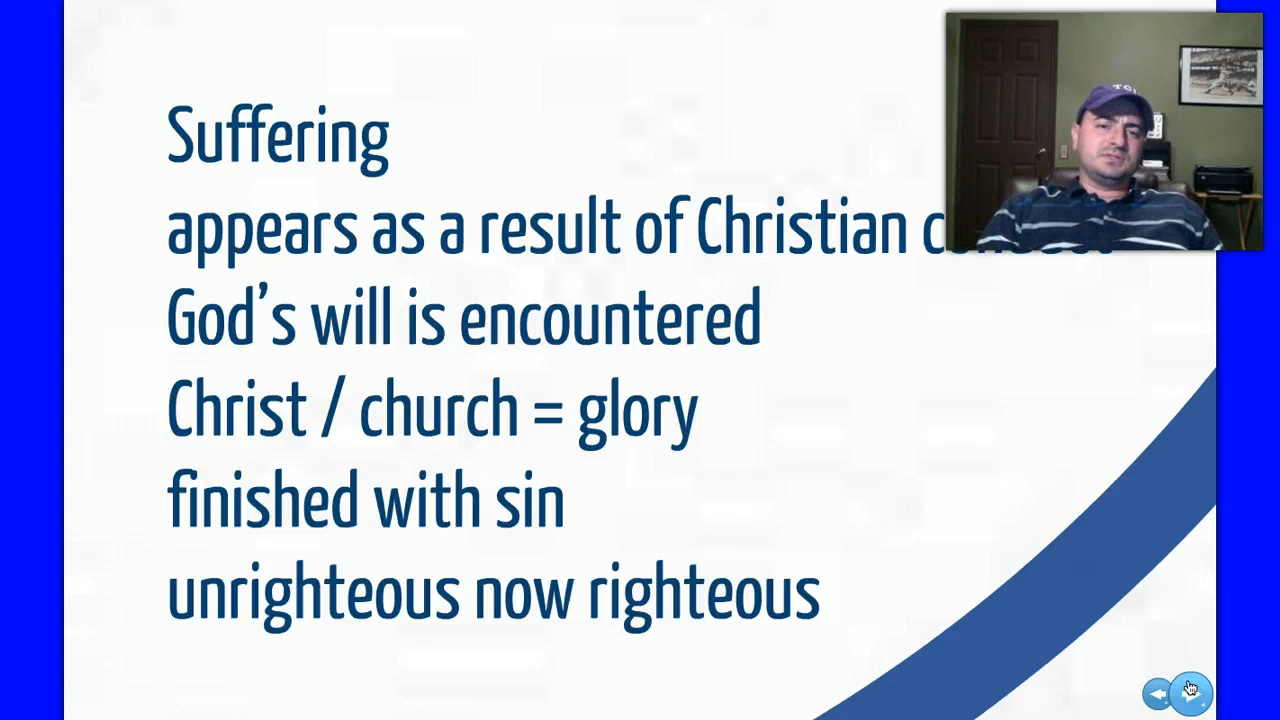 Suffering
appears as a result of Christian
God's will is encountered
Christ / church = glory
finished with sin
unrighteous now righteous